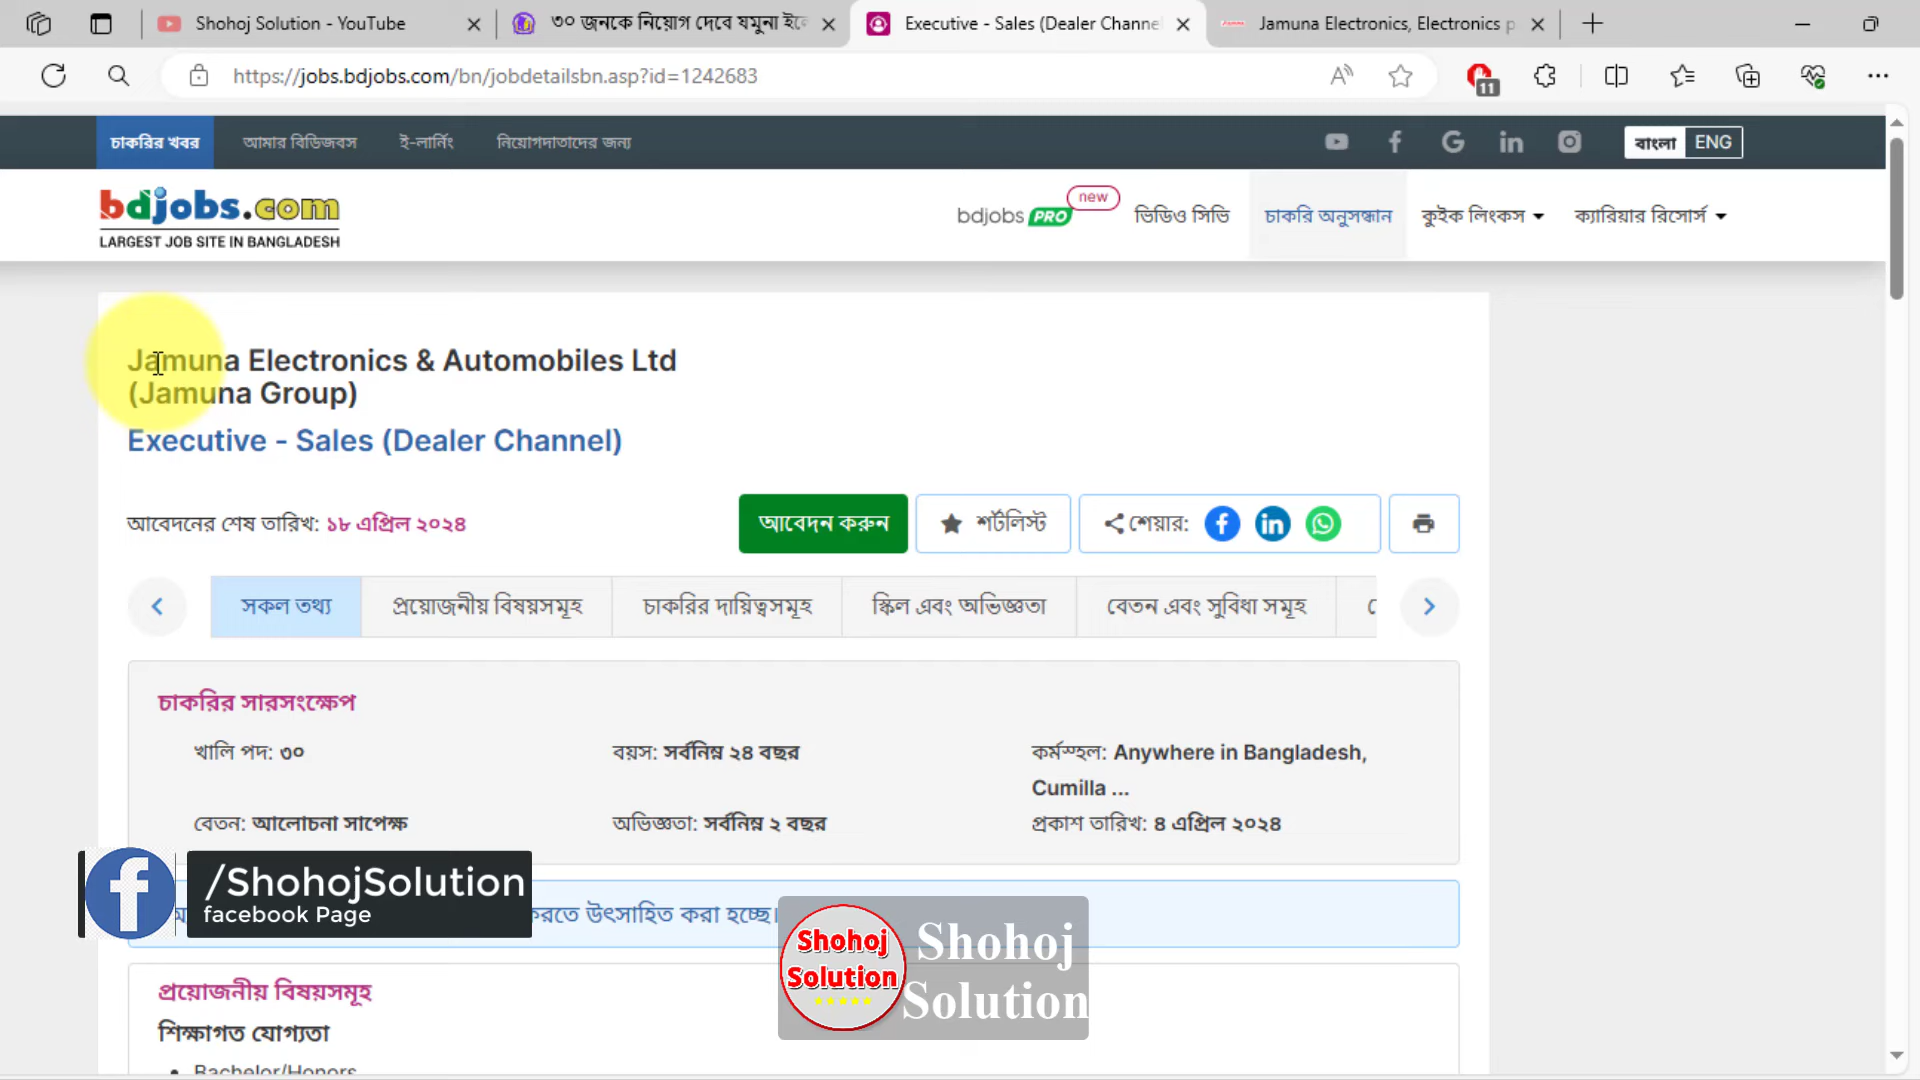 Shohoj Solution - YouTube
৩০ জনকে নিয়োগ দেবে যমুনা ইলে
Executive - Sales (Dealer Channel
Jamuna Electronics, Electronics p
https://jobs.bdjobs.com/bn/jobdetailsbn.asp?id=1242683
11
চাকরির খবর
আমার বিডিজবস
ই-লার্নিং
নিয়োগদাতাদের জন্য
বাংলা ENG
bdjobs.com
LARGEST JOB SITE IN BANGLADESH
bdjobs PRO new
ভিডিও সিভি
চাকরি অনুসন্ধান
কুইক লিংকস
ক্যারিয়ার রিসোর্স
Jamuna Electronics & Automobiles Ltd
(Jamuna Group)
Executive - Sales (Dealer Channel)
আবেদনের শেষ তারিখ: ১৮ এপ্রিল ২০২৪
আবেদন করুন
শর্টলিস্ট
শেয়ার:
সকল তথ্য
প্রয়োজনীয় বিষয়সমূহ
চাকরির দায়িত্বসমূহ
স্কিল এবং অভিজ্ঞতা
বেতন এবং সুবিধা সমূহ
চাকরির সারসংক্ষেপ
খালি পদ: ৩০
বয়স: সর্বনিম্ন ২৪ বছর
কর্মস্হল: Anywhere in Bangladesh,
Cumilla ...
বেতন: আলোচনা সাপেক্ষ
অভিজ্ঞতা: সর্বনিম্ন ২ বছর
প্রকাশ তারিখ: ৪ এপ্রিল ২০২৪
/ShohojSolution
facebook Page
করতে উৎসাহিত করা হচ্ছে।
Shohoj
Solution
Shohoj
Solution
প্রয়োজনীয় বিষয়সমূহ
শিক্ষাগত যোগ্যতা
Bachelor/Honors